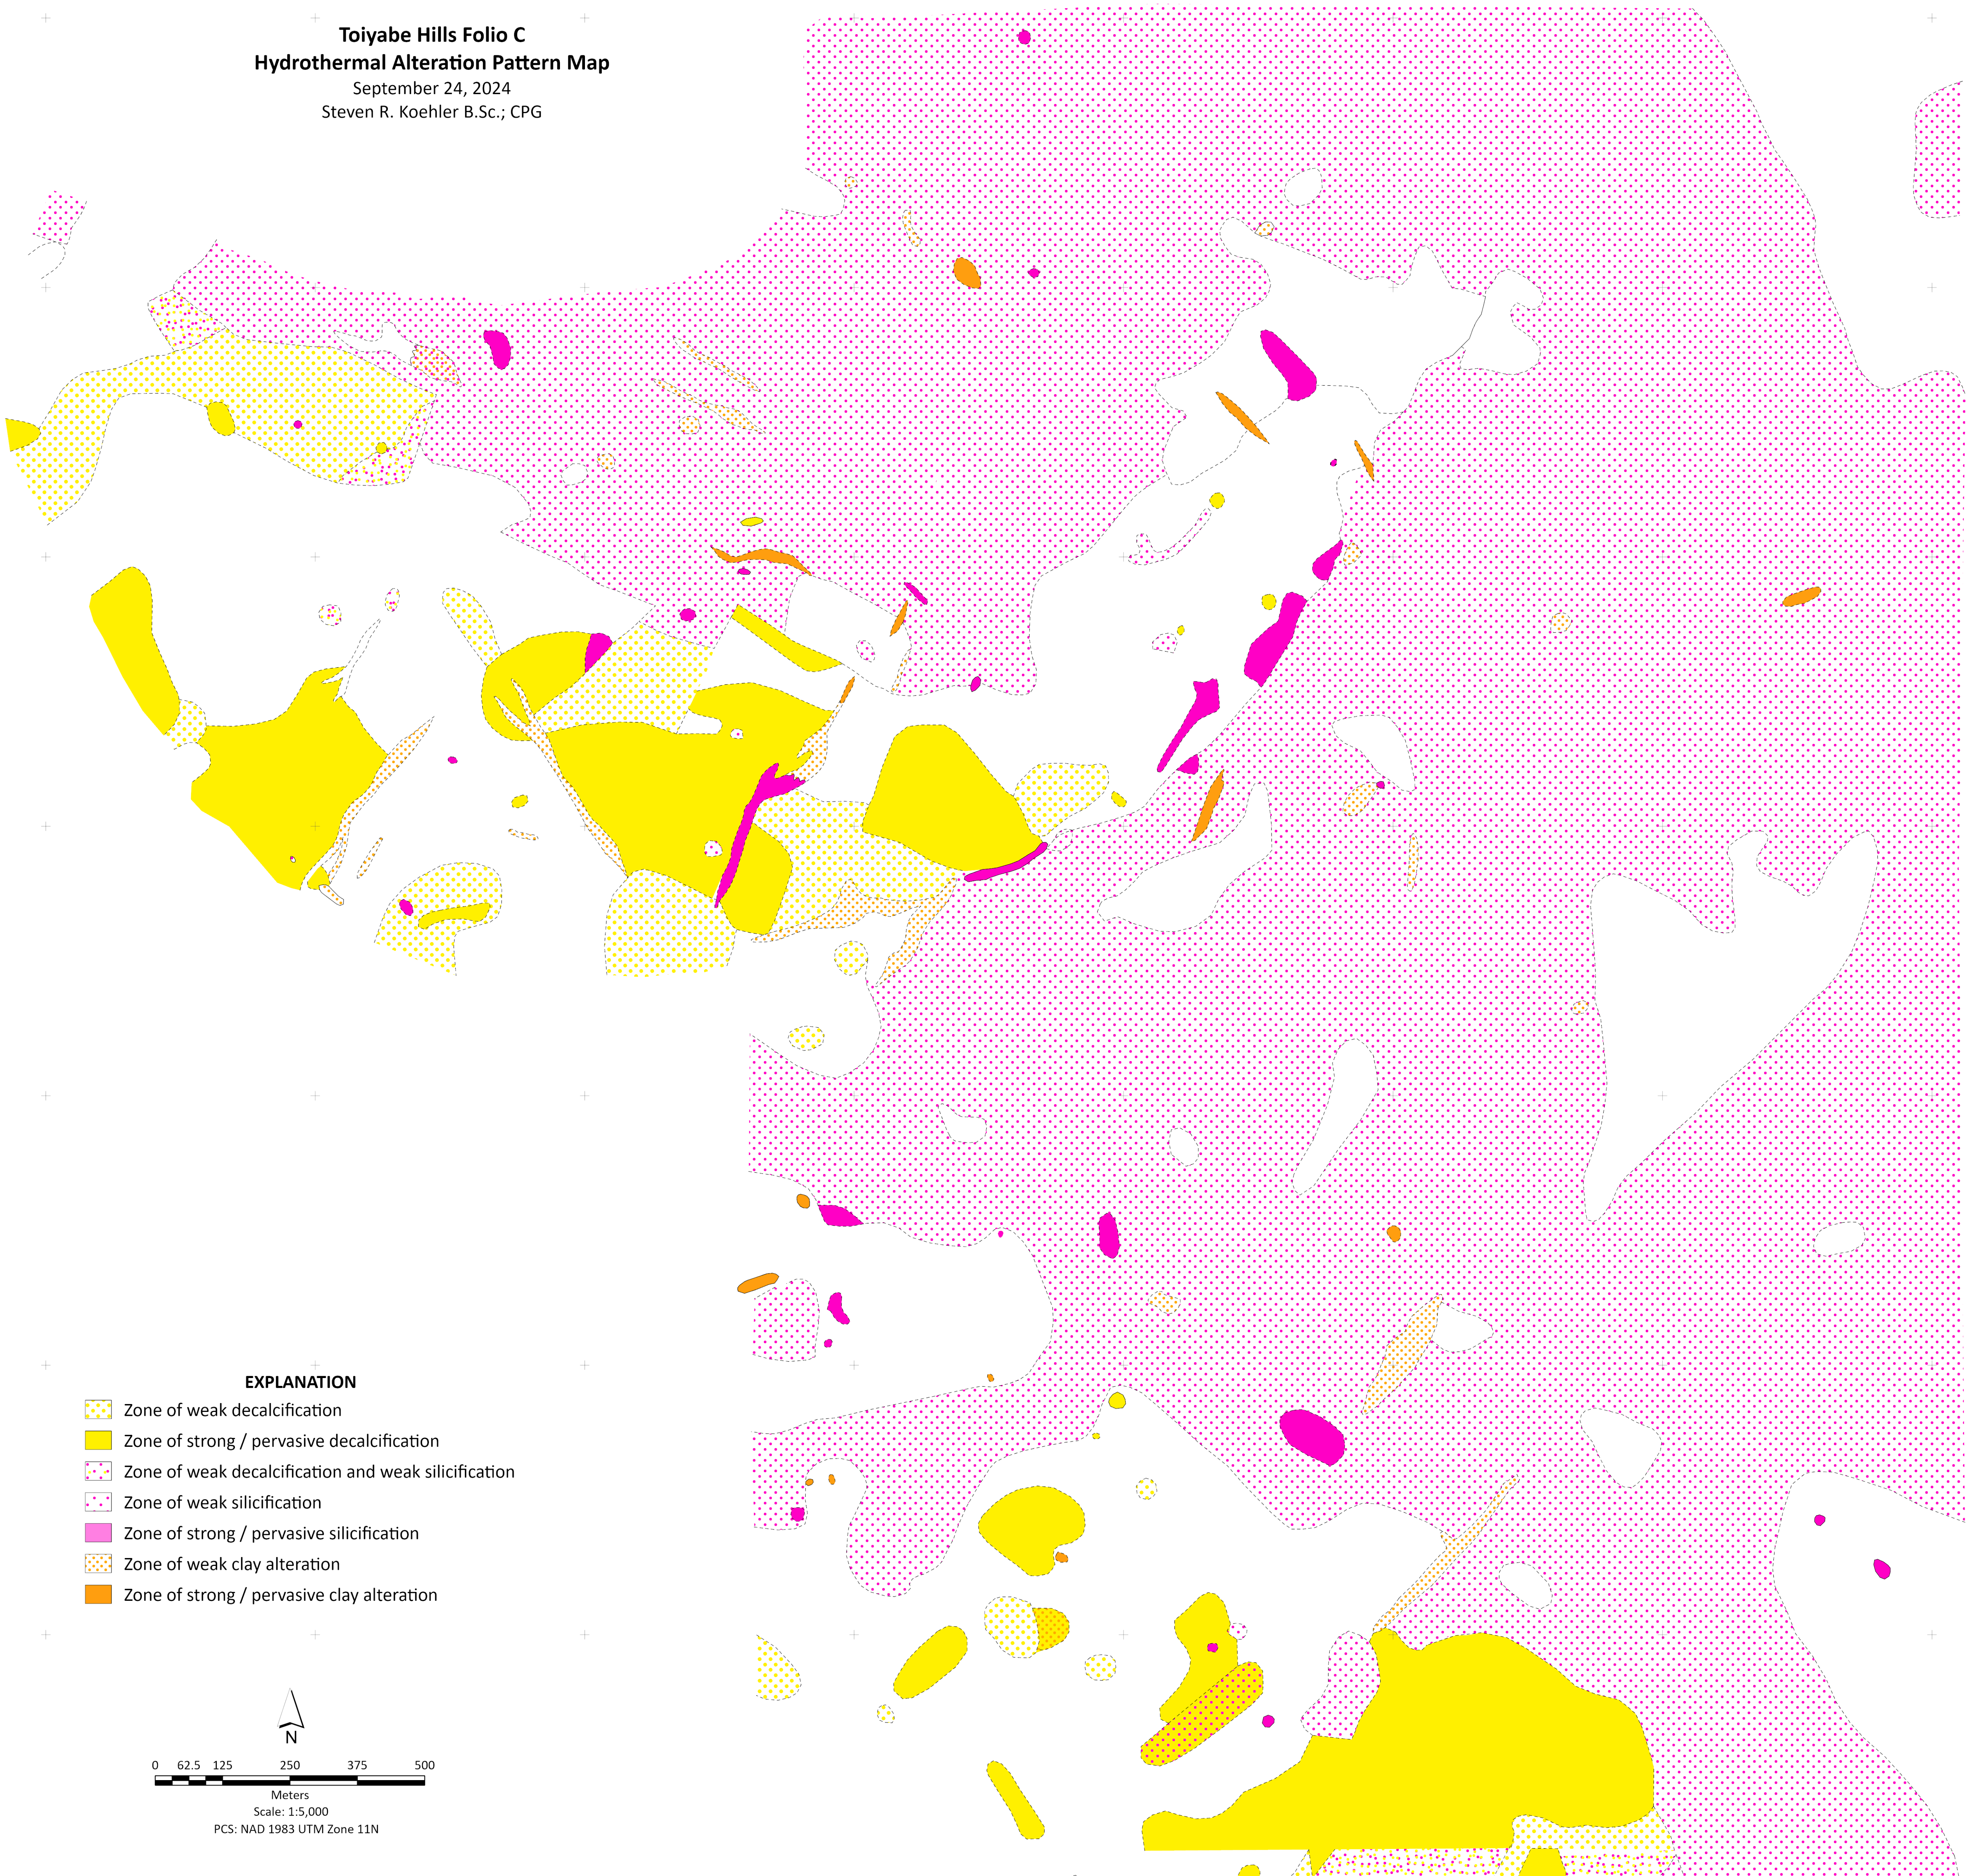 Toiyabe Hills Folio C
Hydrothermal Alteration Pattern Map
September 24, 2024
Steven R. Koehler B.Sc.; CPG
EXPLANATION
Zone of weak decalcification
Zone of strong / pervasive decalcification
Zone of weak decalcification and weak silicification
Zone of weak silicification
Zone of strong / pervasive silicification
Zone of weak clay alteration
Zone of strong / pervasive clay alteration
N
0 62.5 125 250 375 500
Meters
Scale: 1:5,000
PCS: NAD 1983 UTM Zone 11N